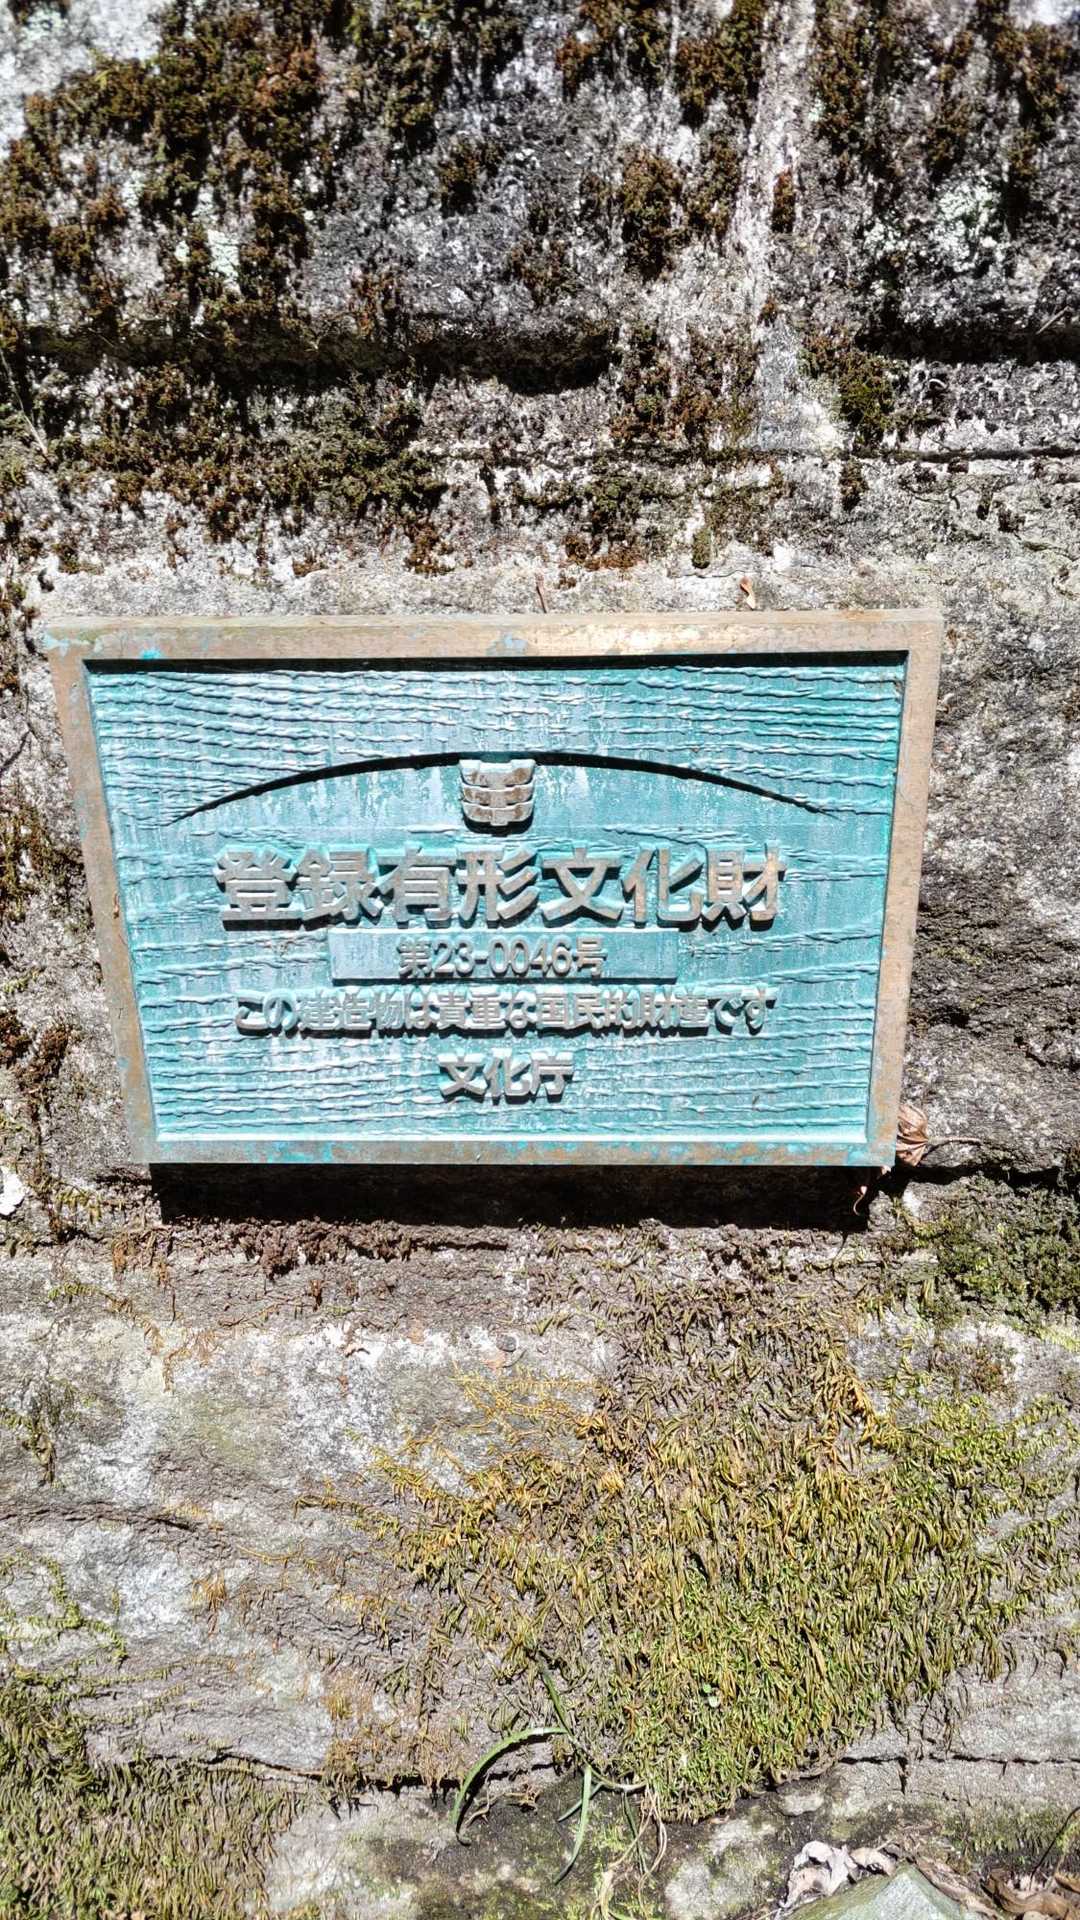 登録有形文化財
第23-0046号
この建造物は貴重な国民的財産です
文化庁